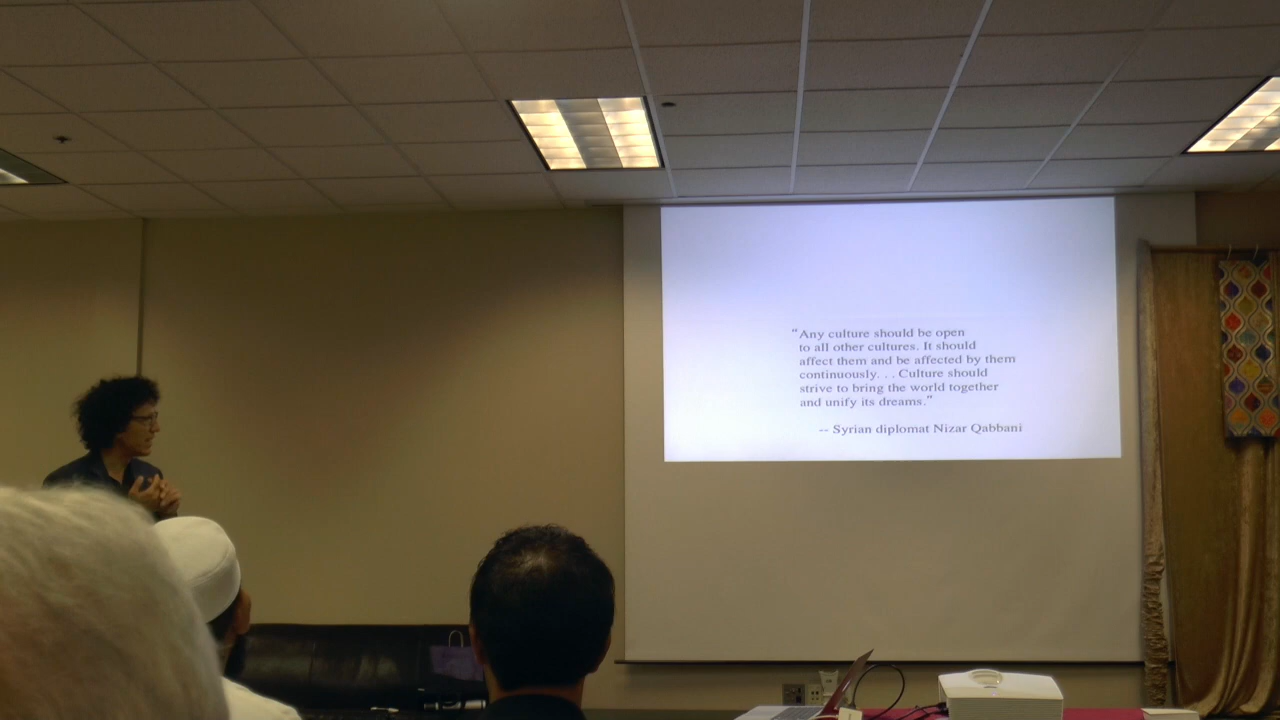 “Any culture should be open
to all other cultures. It should
affect them and be affected by them
continuously. . . Culture should
strive to bring the world together
and unify its dreams.”
-- Syrian diplomat Nizar Qabbani